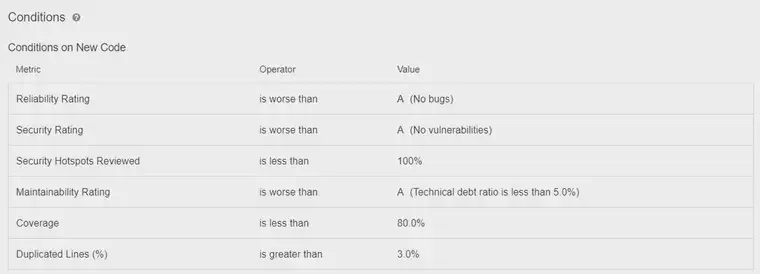 Conditions ?
Conditions on New Code
Metric Operator Value
Reliability Rating is worse than A (No bugs)
Security Rating is worse than A (No vulnerabilities)
Security Hotspots Reviewed is less than 100%
Maintainability Rating is worse than A (Technical debt ratio is less than 5.0%)
Coverage is less than 80.0%
Duplicated Lines (%) is greater than 3.0%